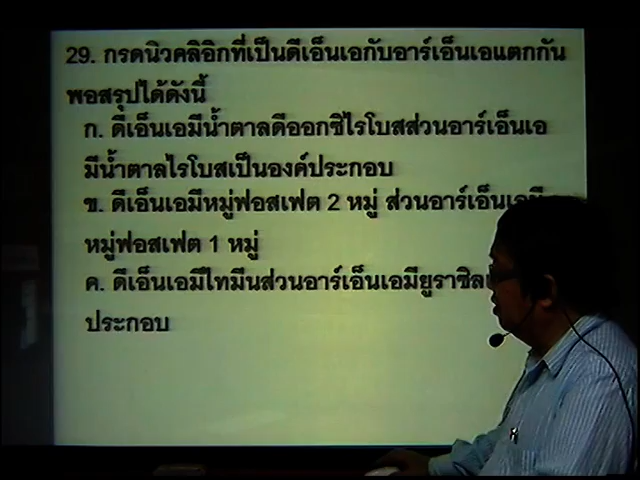 29. กรดนิวคลิอิกที่เป็นดีเอ็นเอกับอาร์เอ็นเอแตกกัน
พอสรุปได้ดังนี้
ก. ดีเอ็นเอมีน้ำตาลดีออกซิไรโบสส่วนอาร์เอ็นเอ
มีน้ำตาลไรโบสเป็นองค์ประกอบ
ข. ดีเอ็นเอมีหมู่ฟอสเฟต 2 หมู่ ส่วนอาร์เอ็นเอมี
หมู่ฟอสเฟต 1 หมู่
ค. ดีเอ็นเอมีไทมีนส่วนอาร์เอ็นเอมียูราซิล
ประกอบ